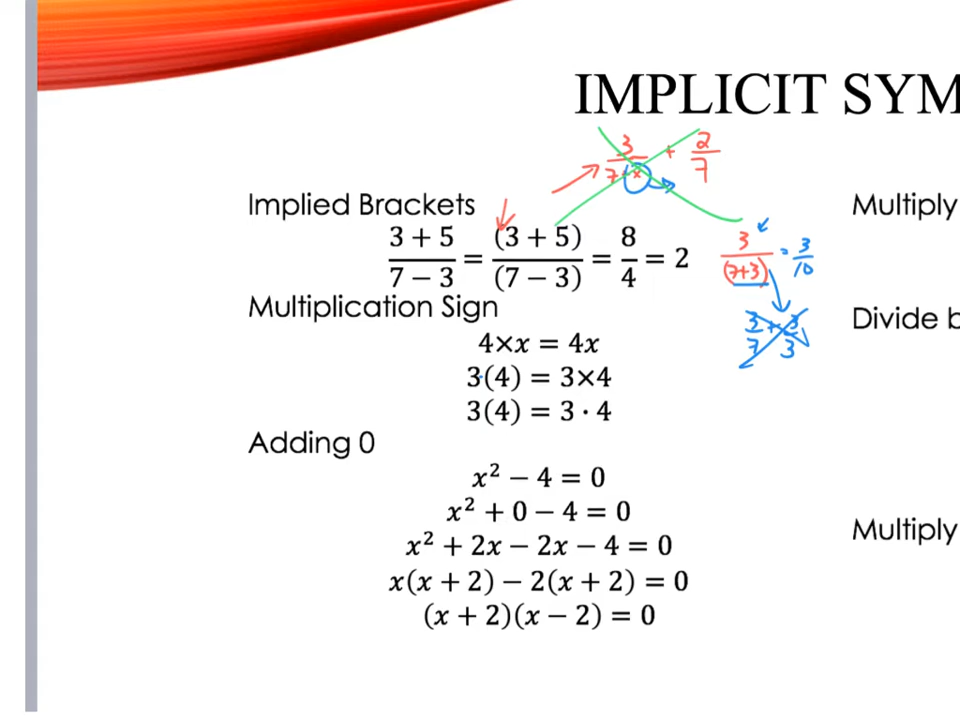 IMPLICIT SYM
3/7+x + 2/7
Implied Brackets
Multiply
(3 + 5)/(7 − 3) = 8/4 = 2
3/(7+3) = 3/10
Multiplication Sign
Divide b
3/7 + 3/3
4×x = 4x
3(4) = 3×4
3(4) = 3 · 4
Adding 0
x² − 4 = 0
x² + 0 − 4 = 0
Multiply
x² + 2x − 2x − 4 = 0
x(x + 2) − 2(x + 2) = 0
(x + 2)(x − 2) = 0